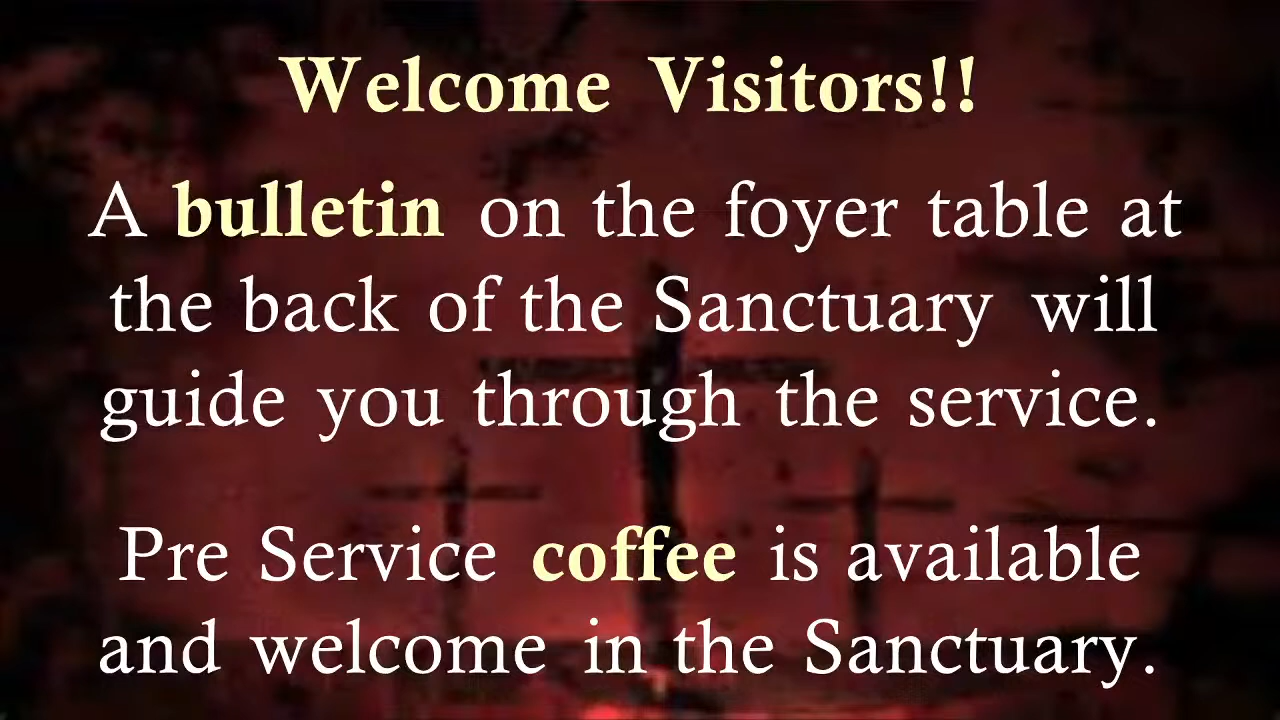 Welcome Visitors!!
A bulletin on the foyer table at
the back of the Sanctuary will
guide you through the service.
Pre Service coffee is available
and welcome in the Sanctuary.